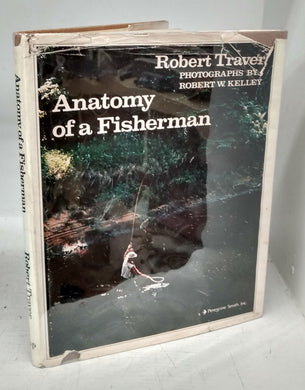 Robert Traver
PHOTOGRAPHS BY
ROBERT W. KELLEY
Anatomy
of a Fisherman
Peregrine Smith, Inc.
Anatomy of a Fisherman
Robert Traver